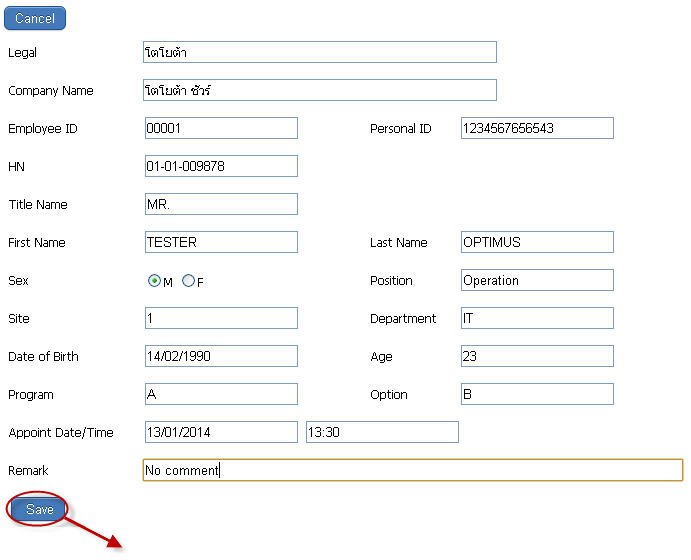 Cancel
Legal โตโยต้า
Company Name โตโยต้า ชัวร์
Employee ID 00001 Personal ID 1234567656543
HN 01-01-009878
Title Name MR.
First Name TESTER Last Name OPTIMUS
Sex M F Position Operation
Site 1 Department IT
Date of Birth 14/02/1990 Age 23
Program A Option B
Appoint Date/Time 13/01/2014 13:30
Remark No comment
Save